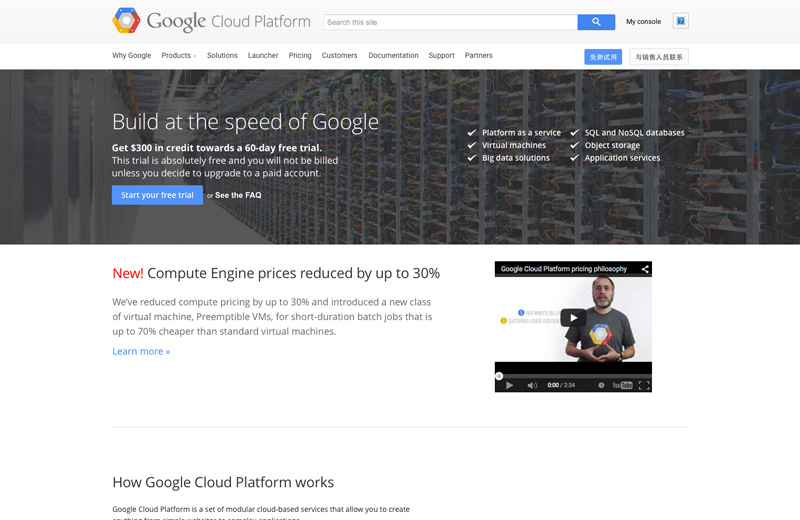 Google Cloud Platform
Search this site
My console
Why Google Products Solutions Launcher Pricing Customers Documentation Support Partners
免费试用 与销售人员联系
Build at the speed of Google
Get $300 in credit towards a 60-day free trial.
This trial is absolutely free and you will not be billed
unless you decide to upgrade to a paid account.
Start your free trial or See the FAQ
Platform as a service
Virtual machines
Big data solutions
SQL and NoSQL databases
Object storage
Application services
New! Compute Engine prices reduced by up to 30%
We've reduced compute pricing by up to 30% and introduced a new class
of virtual machine, Preemptible VMs, for short-duration batch jobs that is
up to 70% cheaper than standard virtual machines.
Learn more »
Google Cloud Platform pricing philosophy
PER MINUTE BILLING
SUSTAINED USAGE DISCOUNT
0:00 / 2:34
YouTube
How Google Cloud Platform works
Google Cloud Platform is a set of modular cloud-based services that allow you to create